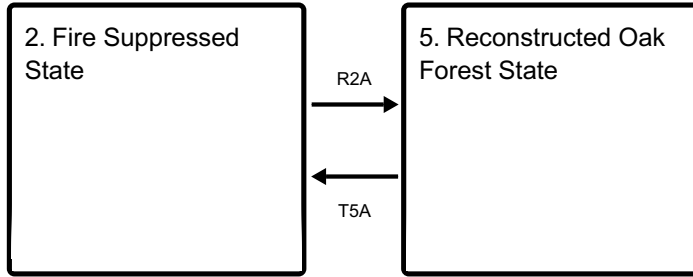 2. Fire Suppressed
State
R2A
T5A
5. Reconstructed Oak
Forest State